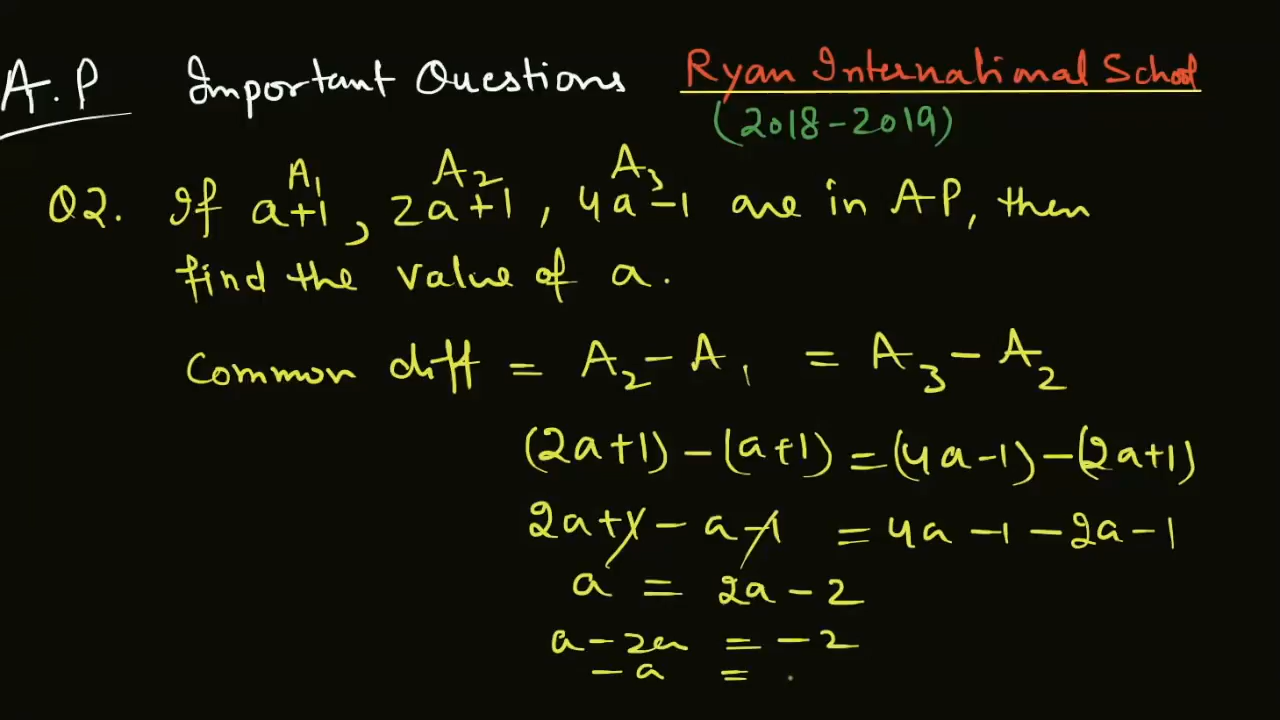 A.P Important Questions Ryan International School
(2018-2019)
A1 A2 A3
Q2. If a+1, 2a+1, 4a-1 are in AP, then
find the value of a.
Common diff = A2 - A1 = A3 - A2
(2a+1) - (a+1) = (4a-1) - (2a+1)
2a+1 - a-1 = 4a - 1 - 2a - 1
a = 2a - 2
a - 2a = - 2
- a =